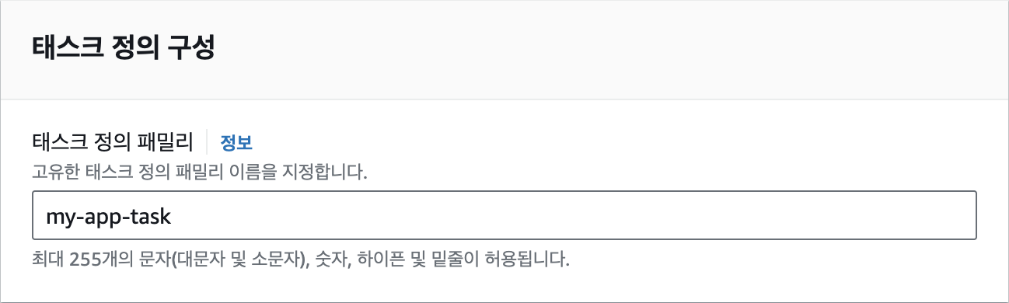 태스크 정의 구성
태스크 정의 패밀리 정보
고유한 태스크 정의 패밀리 이름을 지정합니다.
my-app-task
최대 255개의 문자(대문자 및 소문자), 숫자, 하이픈 및 밑줄이 허용됩니다.